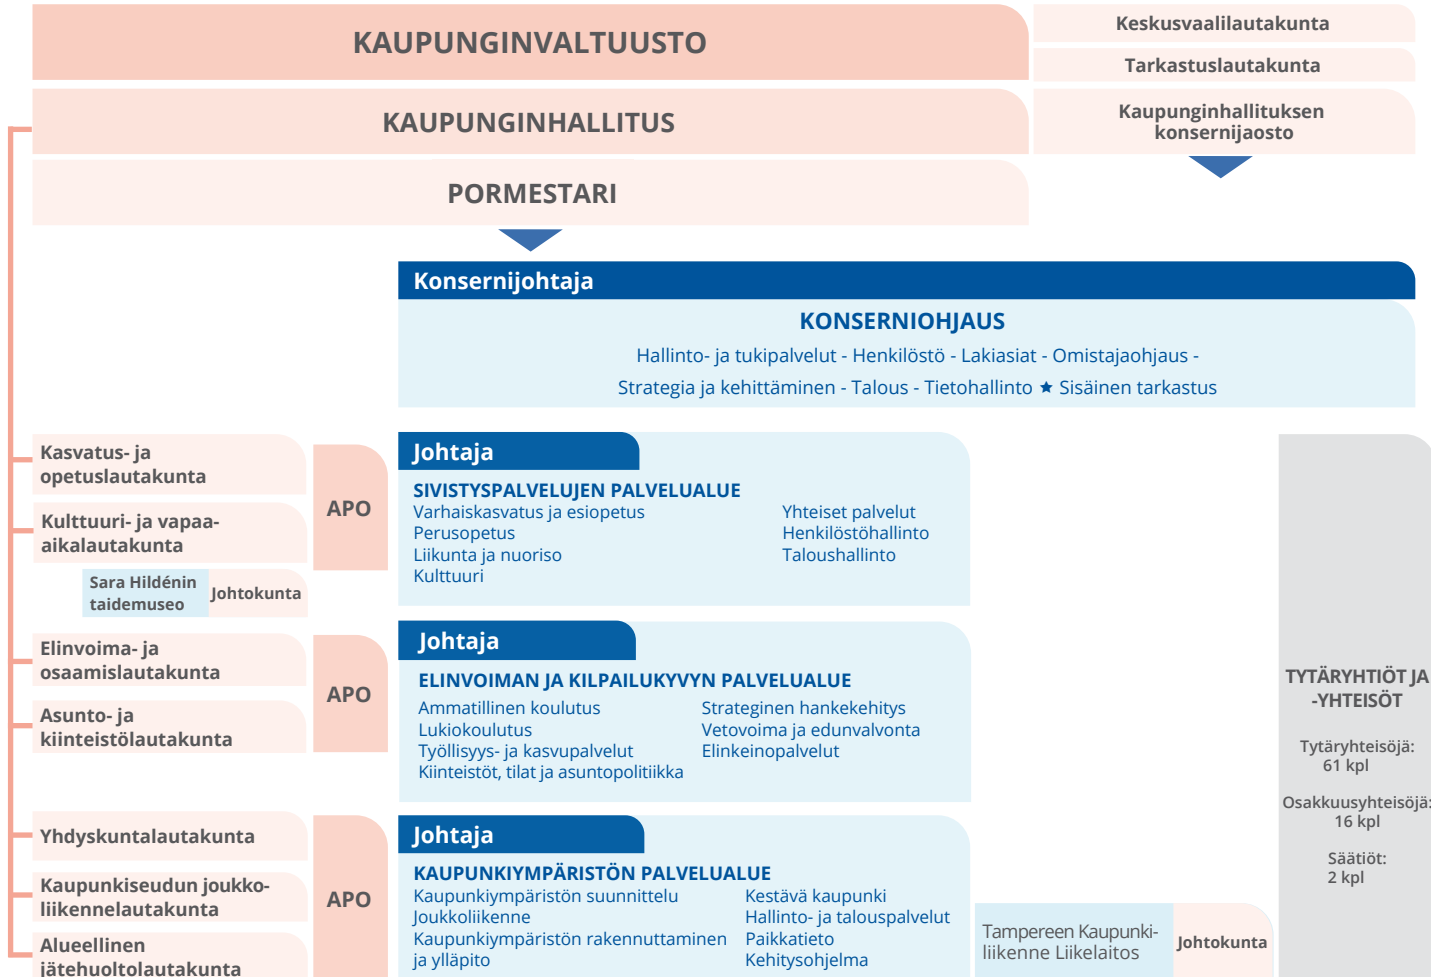 KAUPUNGINVALTUUSTO
Keskusvaalilautakunta
Tarkastuslautakunta
KAUPUNGINHALLITUS
Kaupunginhallituksen
konsernijaosto
PORMESTARI
Konsernijohtaja
KONSERNIOHJAUS
Hallinto- ja tukipalvelut - Henkilöstö - Lakiasiat - Omistajaohjaus -
Strategia ja kehittäminen - Talous - Tietohallinto ★ Sisäinen tarkastus
Kasvatus- ja
opetuslautakunta
Kulttuuri- ja vapaa-
aikalautakunta
Sara Hildénin
taidemuseo
Johtokunta
APO
Johtaja
SIVISTYSPALVELUJEN PALVELUALUE
Varhaiskasvatus ja esiopetus
Perusopetus
Liikunta ja nuoriso
Kulttuuri
Yhteiset palvelut
Henkilöstöhallinto
Taloushallinto
Elinvoima- ja
osaamislautakunta
Asunto- ja
kiinteistölautakunta
APO
Johtaja
ELINVOIMAN JA KILPAILUKYVYN PALVELUALUE
Ammatillinen koulutus
Lukiokoulutus
Työllisyys- ja kasvupalvelut
Kiinteistöt, tilat ja asuntopolitiikka
Strateginen hankekehitys
Vetovoima ja edunvalvonta
Elinkeinopalvelut
Yhdyskuntalautakunta
Kaupunkiseudun joukko-
liikennelautakunta
Alueellinen
jätehuoltolautakunta
APO
Johtaja
KAUPUNKIYMPÄRISTÖN PALVELUALUE
Kaupunkiympäristön suunnittelu
Joukkoliikenne
Kaupunkiympäristön rakennuttaminen
ja ylläpito
Kestävä kaupunki
Hallinto- ja talouspalvelut
Paikkatieto
Kehitysohjelma
Tampereen Kaupunki-
liikenne Liikelaitos
Johtokunta
TYTÄRYHTIÖT JA
-YHTEISÖT
Tytäryhteisöjä:
61 kpl
Osakkuusyhteisöjä:
16 kpl
Säätiöt:
2 kpl